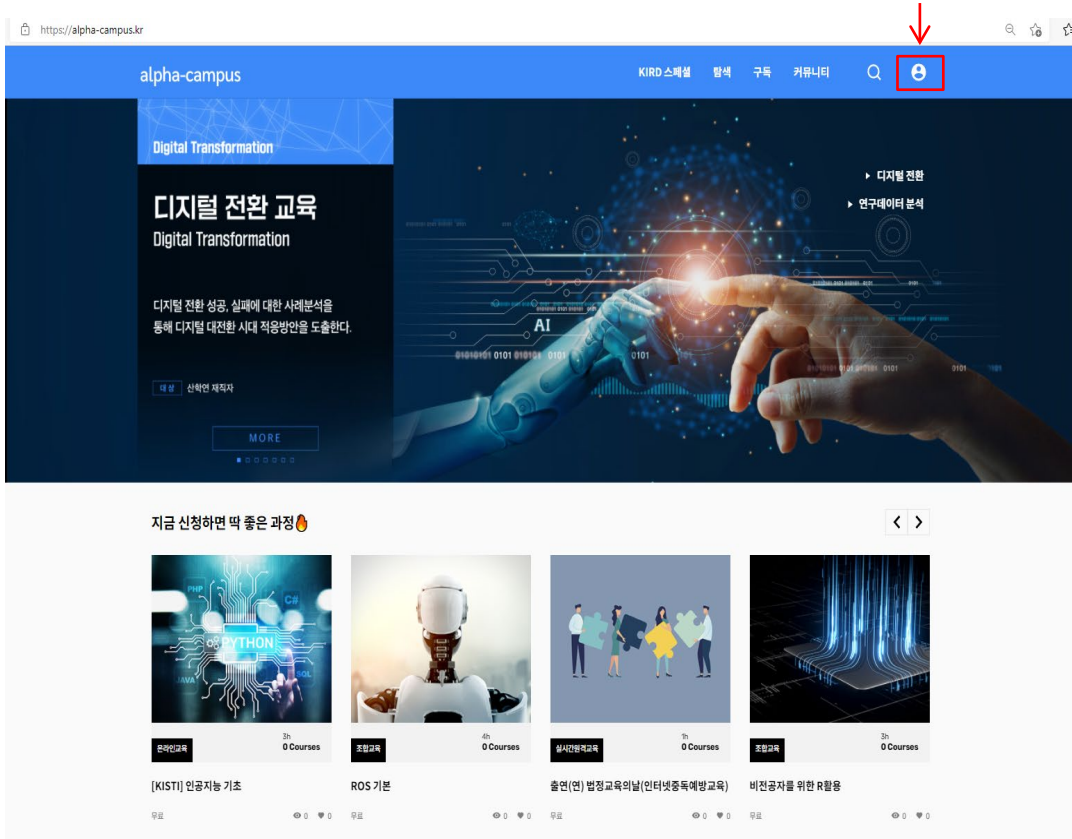 https://alpha-campus.kr
alpha-campus
KIRD 스페셜 탐색 구독 커뮤니티
Digital Transformation
디지털 전환 교육
Digital Transformation
디지털 전환 성공, 실패에 대한 사례분석을
통해 디지털 대전환 시대 적응방안을 도출한다.
대상 산학연 재직자
MORE
▸ 디지털 전환
▸ 연구데이터 분석
AI
01010101 0101 010101 0101
0101
0101
0101
지금 신청하면 딱 좋은 과정🔥
PHP
C#
PYTHON
JAVA
SQL
온라인교육
3h
0 Courses
[KISTI] 인공지능 기초
무료 0 0
조합교육
4h
0 Courses
ROS 기본
무료 0 0
실시간원격교육
1h
0 Courses
출연(연) 법정교육의날(인터넷중독예방교육)
무료 0 0
조합교육
3h
0 Courses
비전공자를 위한 R활용
무료 0 0